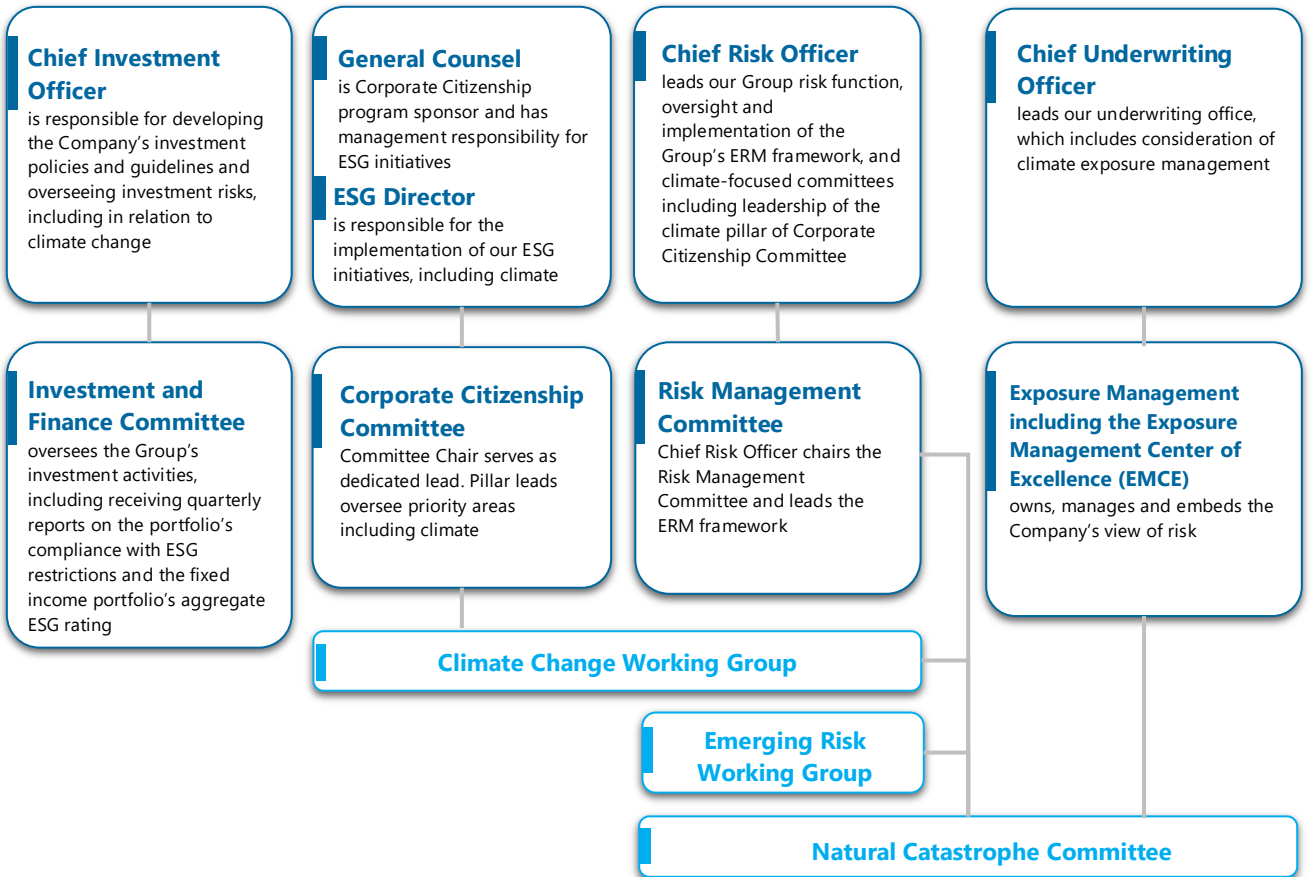 Chief Investment
Officer
is responsible for developing
the Company’s investment
policies and guidelines and
overseeing investment risks,
including in relation to
climate change
General Counsel
is Corporate Citizenship
program sponsor and has
management responsibility for
ESG initiatives
ESG Director
is responsible for the
implementation of our ESG
initiatives, including climate
Chief Risk Officer
leads our Group risk function,
oversight and
implementation of the
Group’s ERM framework, and
climate-focused committees
including leadership of the
climate pillar of Corporate
Citizenship Committee
Chief Underwriting
Officer
leads our underwriting office,
which includes consideration of
climate exposure management
Investment and
Finance Committee
oversees the Group’s
investment activities,
including receiving quarterly
reports on the portfolio’s
compliance with ESG
restrictions and the fixed
income portfolio’s aggregate
ESG rating
Corporate Citizenship
Committee
Committee Chair serves as
dedicated lead. Pillar leads
oversee priority areas
including climate
Risk Management
Committee
Chief Risk Officer chairs the
Risk Management
Committee and leads the
ERM framework
Exposure Management
including the Exposure
Management Center of
Excellence (EMCE)
owns, manages and embeds the
Company’s view of risk
Climate Change Working Group
Emerging Risk
Working Group
Natural Catastrophe Committee